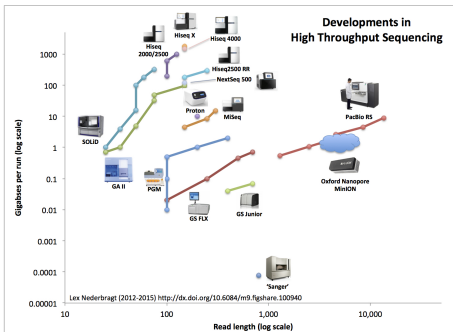 Developments in
High Throughput Sequencing
Hiseq X
Hiseq 4000
Hiseq
2000/2500
Hiseq2500 RR
NextSeq 500
Proton
MiSeq
PacBio RS
SOLiD
GA II
PGM
GS FLX
GS Junior
Oxford Nanopore
MinION
'Sanger'
Gigabses per run (log scale)
1000
100
10
1
0.1
0.01
0.001
0.0001
0.00001
Lex Nederbragt (2012-2015) http://dx.doi.org/10.6084/m9.figshare.100940
10
100
1000
10,000
Read length (log scale)